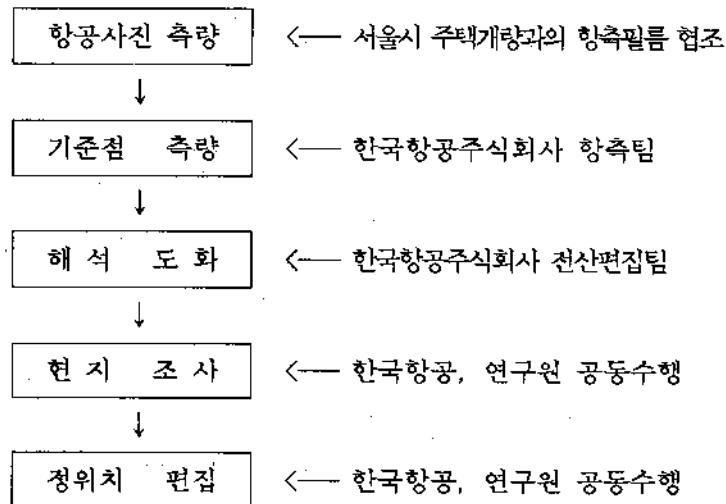 항공사진 측량 <── 서울시 주택개량과의 항측필름 협조
↓
기준점 측량 <── 한국항공주식회사 항측팀
↓
해석 도화 <── 한국항공주식회사 전산편집팀
↓
현지 조사 <── 한국항공, 연구원 공동수행
↓
정위치 편집 <── 한국항공, 연구원 공동수행